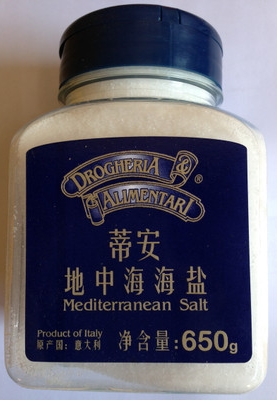 DROGHERIA &
ALIMENTARI ®
蒂安
地中海海盐
Mediterranean Salt
Product of Italy
原产国: 意大利
净含量: 650g